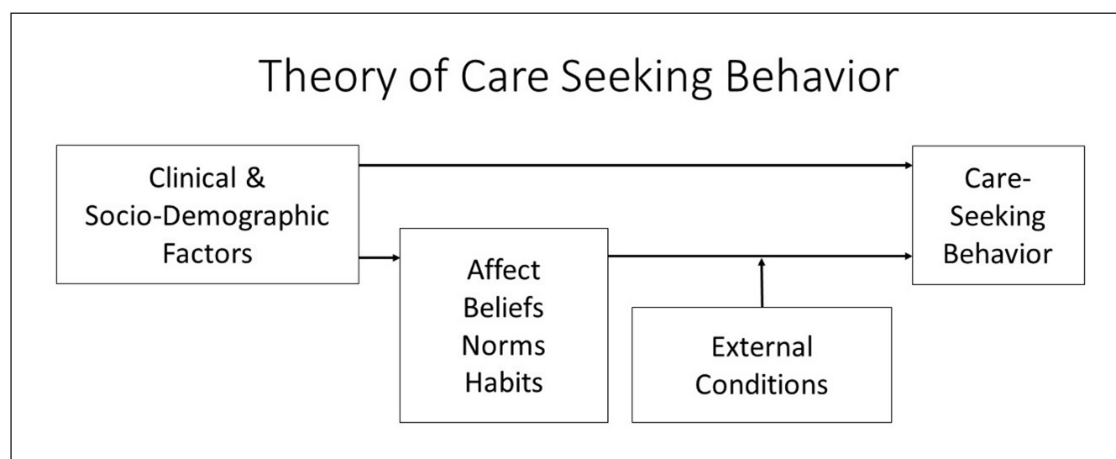 Theory of Care Seeking Behavior
Clinical &
Socio-Demographic
Factors
Affect
Beliefs
Norms
Habits
External
Conditions
Care-
Seeking
Behavior